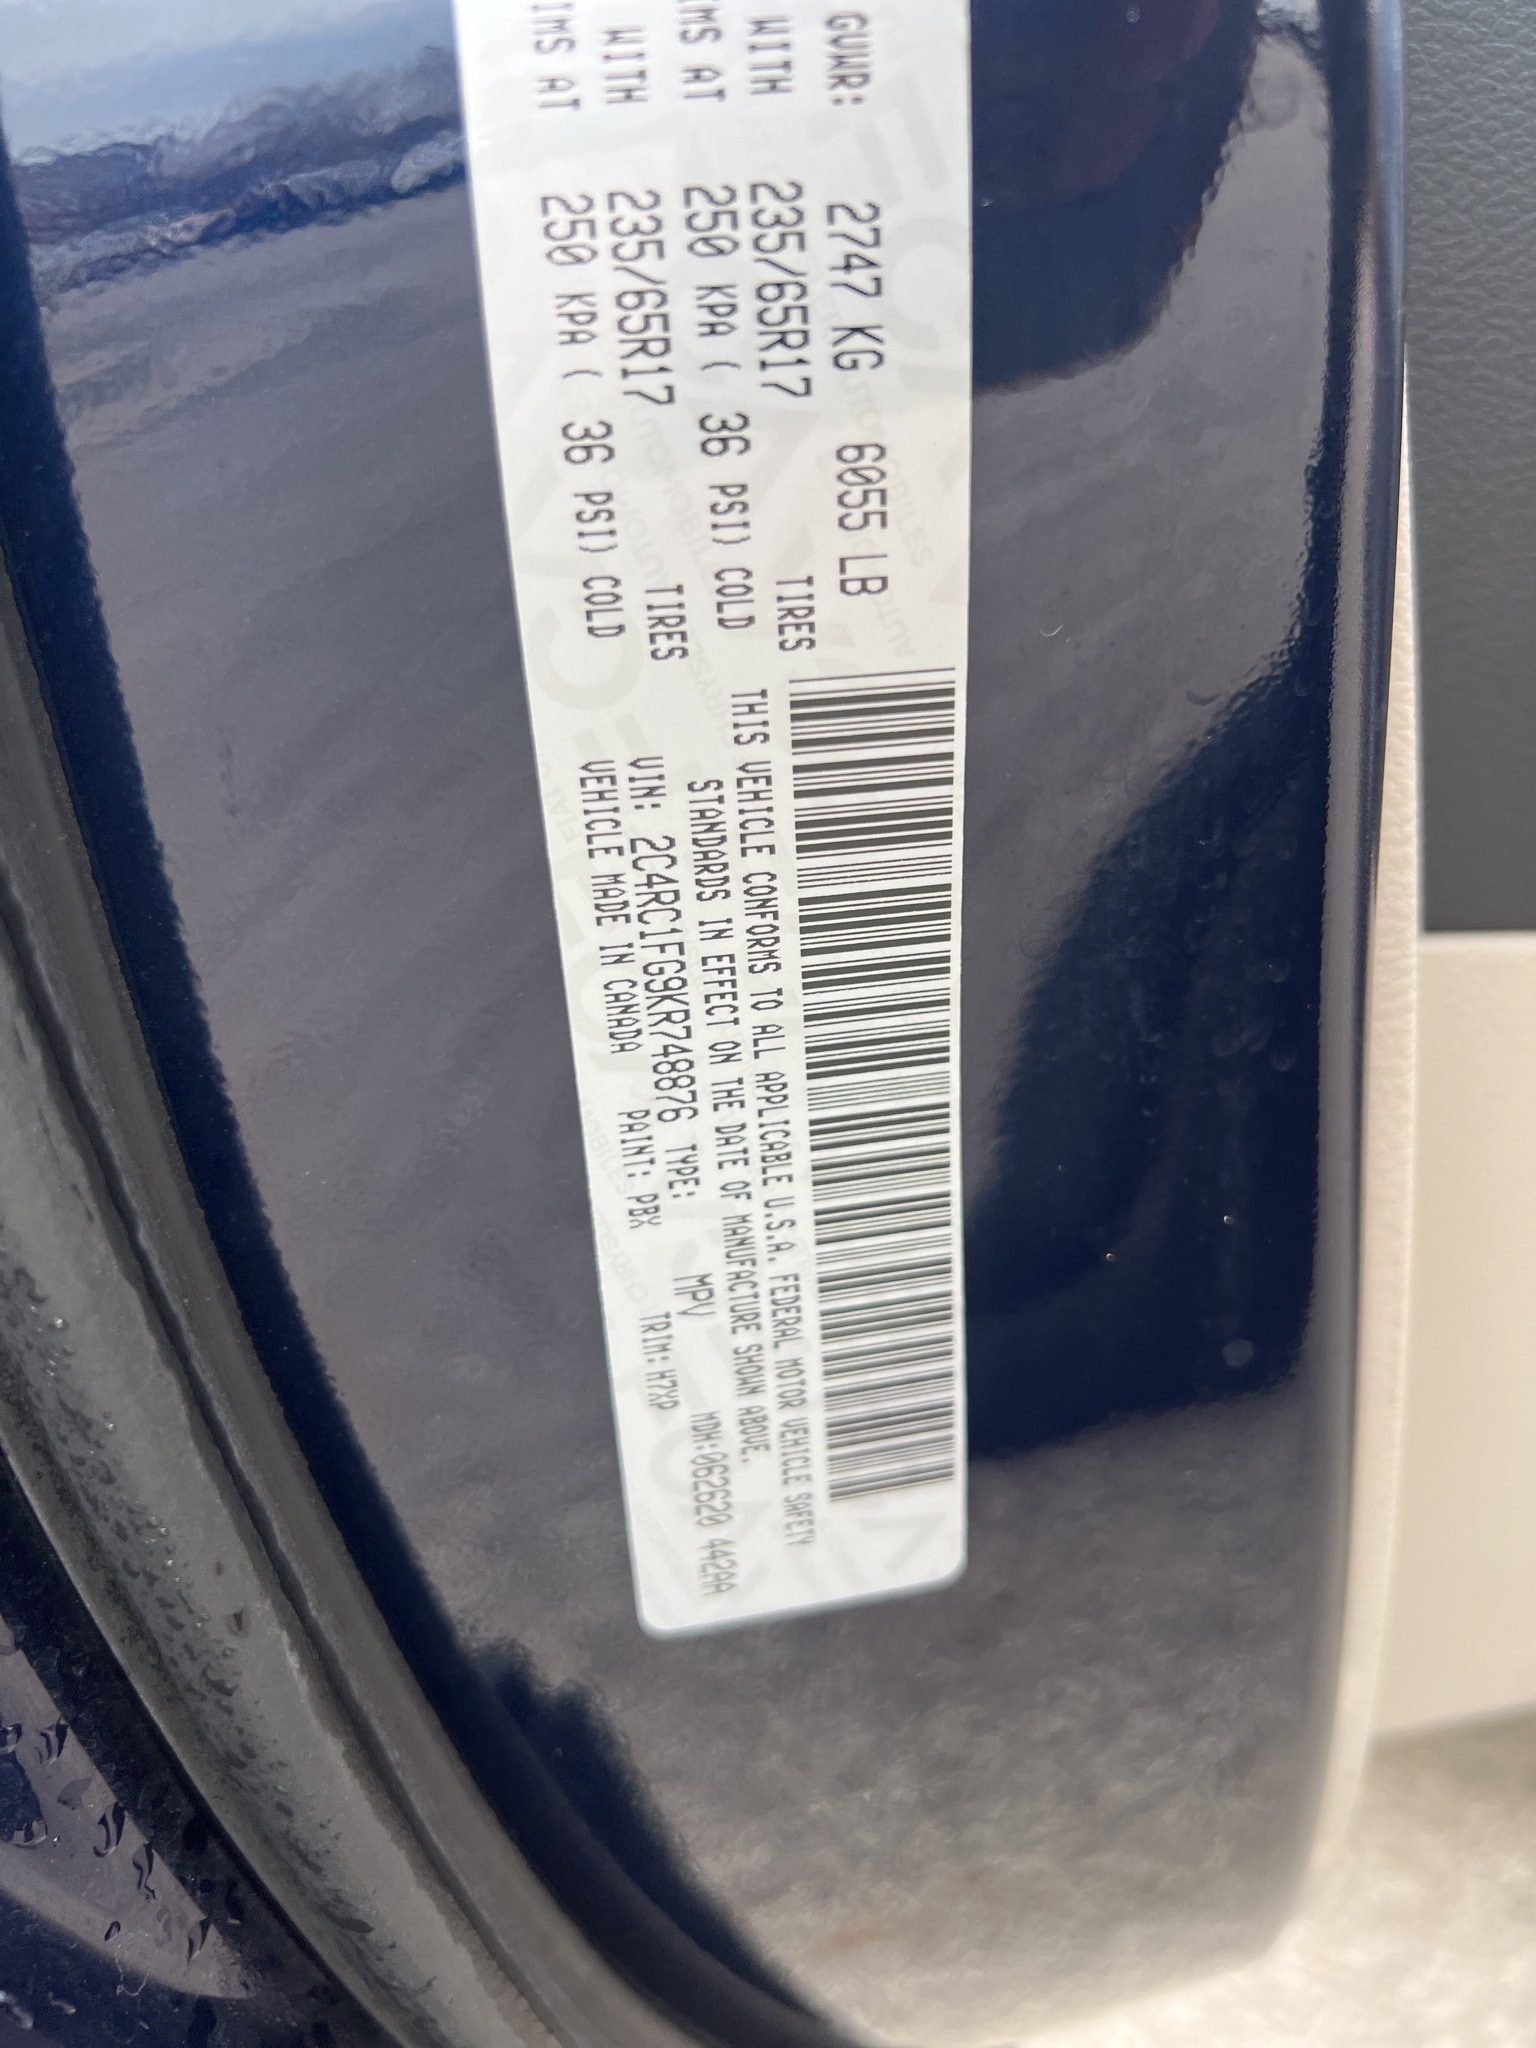 GVWR: 2747 KG 6055 LB
WITH 235/65R17 TIRES
IMS AT 250 KPA ( 36 PSI) COLD
WITH 235/65R17 TIRES
IMS AT 250 KPA ( 36 PSI) COLD
THIS VEHICLE CONFORMS TO ALL APPLICABLE U.S.A. FEDERAL MOTOR VEHICLE SAFETY
STANDARDS IN EFFECT ON THE DATE OF MANUFACTURE SHOWN ABOVE.
VIN: 2C4RC1FG9KR748876 TYPE: MPV MDH:062620 442AA
VEHICLE MADE IN CANADA PAINT: PBX TRIM: H7XP